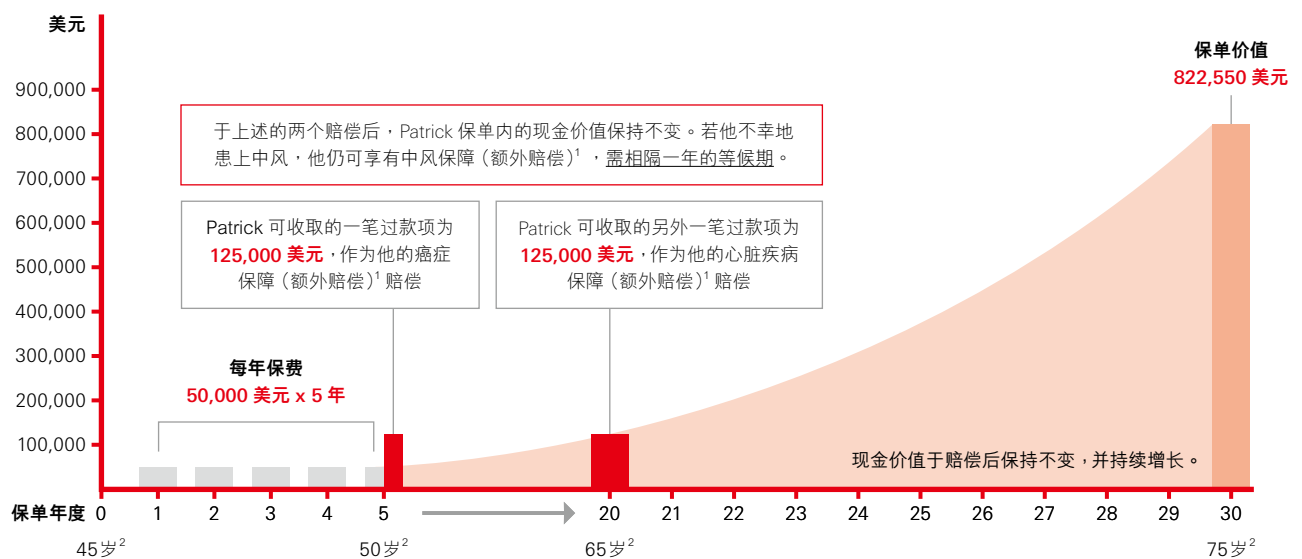 美元
900,000
800,000
700,000
600,000
500,000
400,000
300,000
200,000
100,000
保单价值
822,550 美元
于上述的两个赔偿后，Patrick 保单内的现金价值保持不变。若他不幸地
患上中风，他仍可享有中风保障（额外赔偿）¹，需相隔一年的等候期。
Patrick 可收取的一笔过款项为
125,000 美元，作为他的癌症
保障（额外赔偿）¹ 赔偿
Patrick 可收取的另外一笔过款项为
125,000 美元，作为他的心脏疾病
保障（额外赔偿）¹ 赔偿
每年保费
50,000 美元 x 5 年
现金价值于赔偿后保持不变，并持续增长。
保单年度 0 1 2 3 4 5 20 21 22 23 24 25 26 27 28 29 30
45岁² 50岁² 65岁² 75岁²